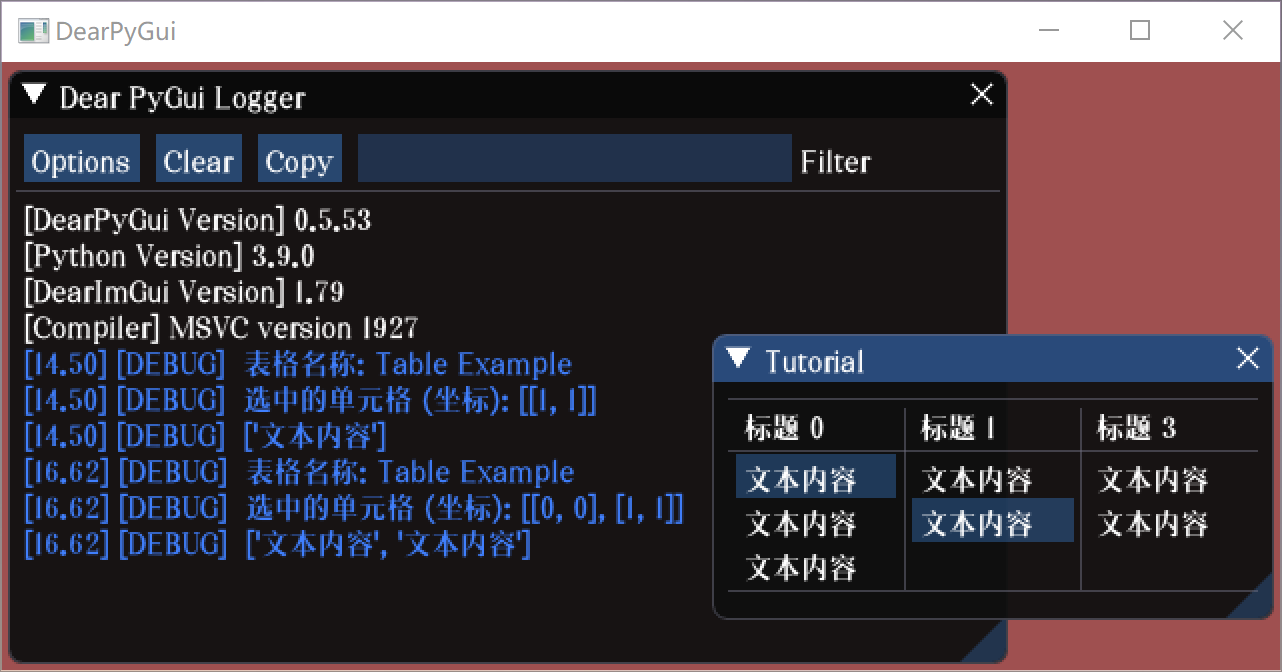 DearPyGui
Dear PyGui Logger
Options Clear Copy Filter
[DearPyGui Version] 0.5.53
[Python Version] 3.9.0
[DearImGui Version] 1.79
[Compiler] MSVC version 1927
[14.50] [DEBUG] 表格名称: Table Example
[14.50] [DEBUG] 选中的单元格 (坐标): [[1, 1]]
[14.50] [DEBUG] ['文本内容']
[16.62] [DEBUG] 表格名称: Table Example
[16.62] [DEBUG] 选中的单元格 (坐标): [[0, 0], [1, 1]]
[16.62] [DEBUG] ['文本内容', '文本内容']
Tutorial
标题 0 标题 1 标题 3
文本内容 文本内容 文本内容
文本内容 文本内容 文本内容
文本内容